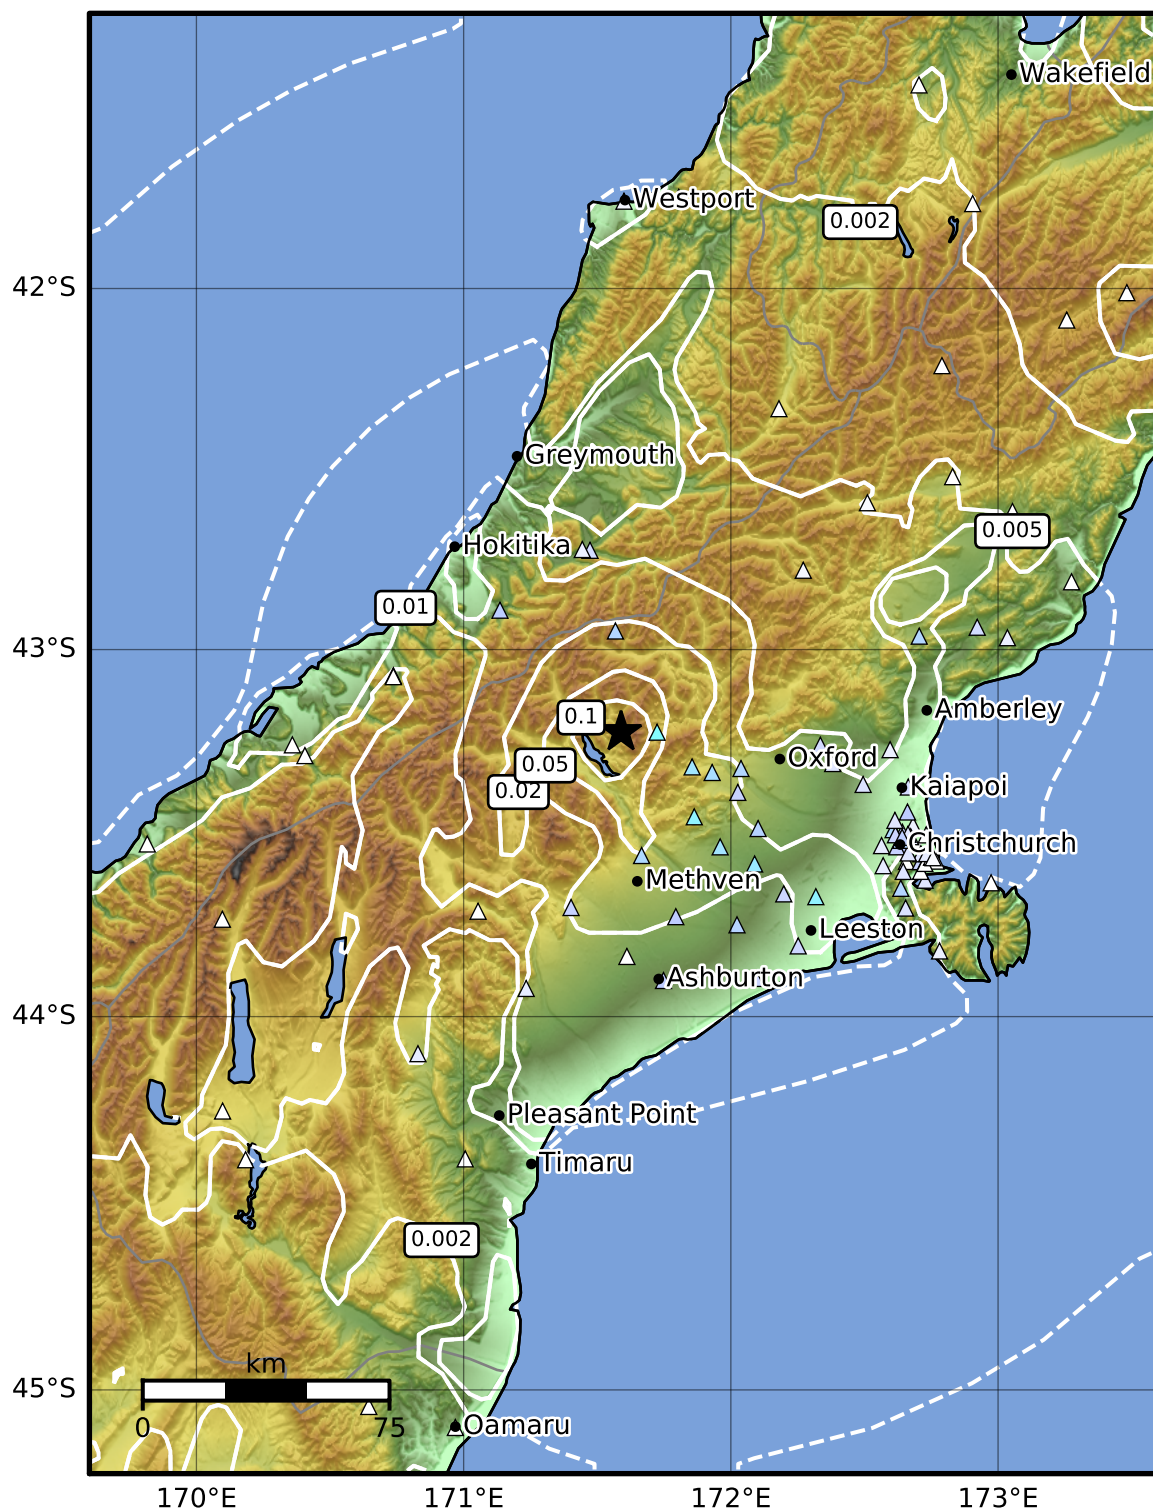 Wakefield
Westport
0.002
42°S
Greymouth
0.005
Hokitika
0.01
43°S
Amberley
0.1
Oxford
0.05
Kaiapoi
0.02
Christchurch
Methven
Leeston
Ashburton
44°S
Pleasant Point
Timaru
0.002
km
45°S
0 75
Oamaru
170°E 171°E 172°E 173°E